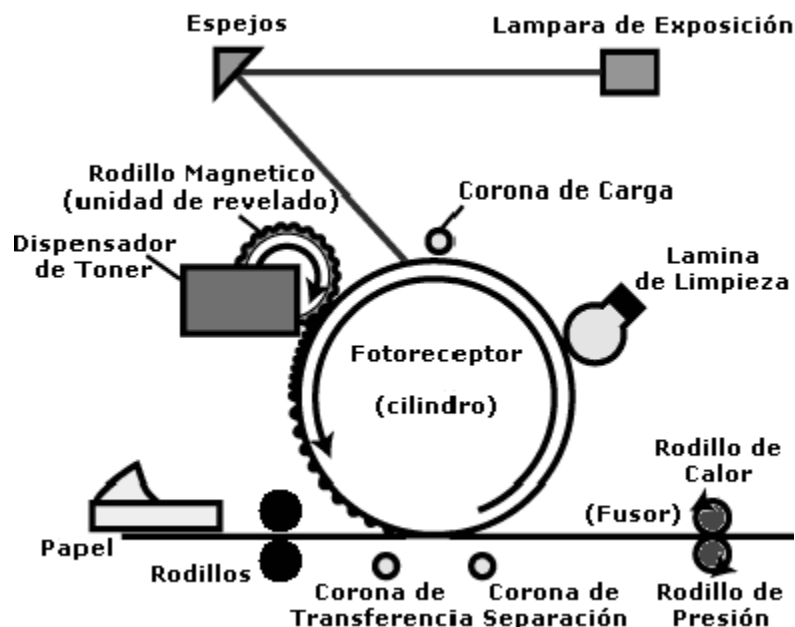 Espejos
Lampara de Exposición
Rodillo Magnetico
(unidad de revelado)
Corona de Carga
Dispensador
de Toner
Lamina
de Limpieza
Fotoreceptor
(cilindro)
Rodillo de
Calor
(Fusor)
Papel
Rodillos
Corona de
Transferencia
Corona de
Separación
Rodillo de
Presión